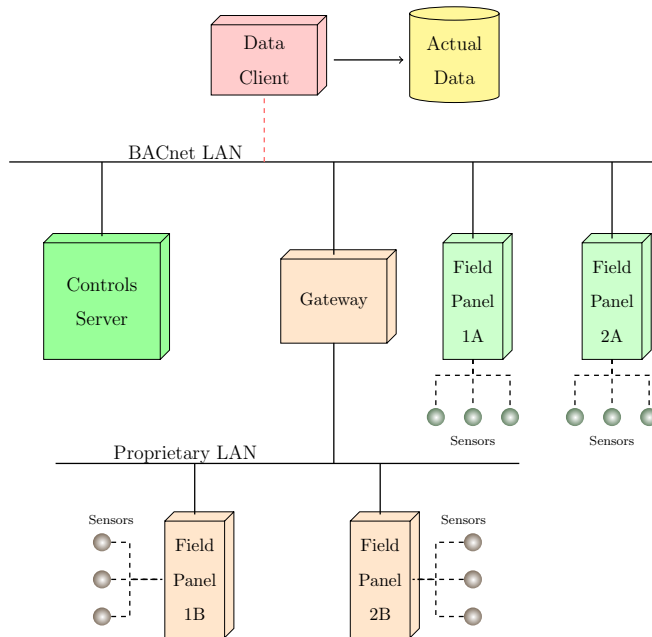 Data
Client
Actual
Data
BACnet LAN
Controls
Server
Gateway
Field
Panel
1A
Field
Panel
2A
Sensors
Sensors
Proprietary LAN
Sensors
Field
Panel
1B
Field
Panel
2B
Sensors